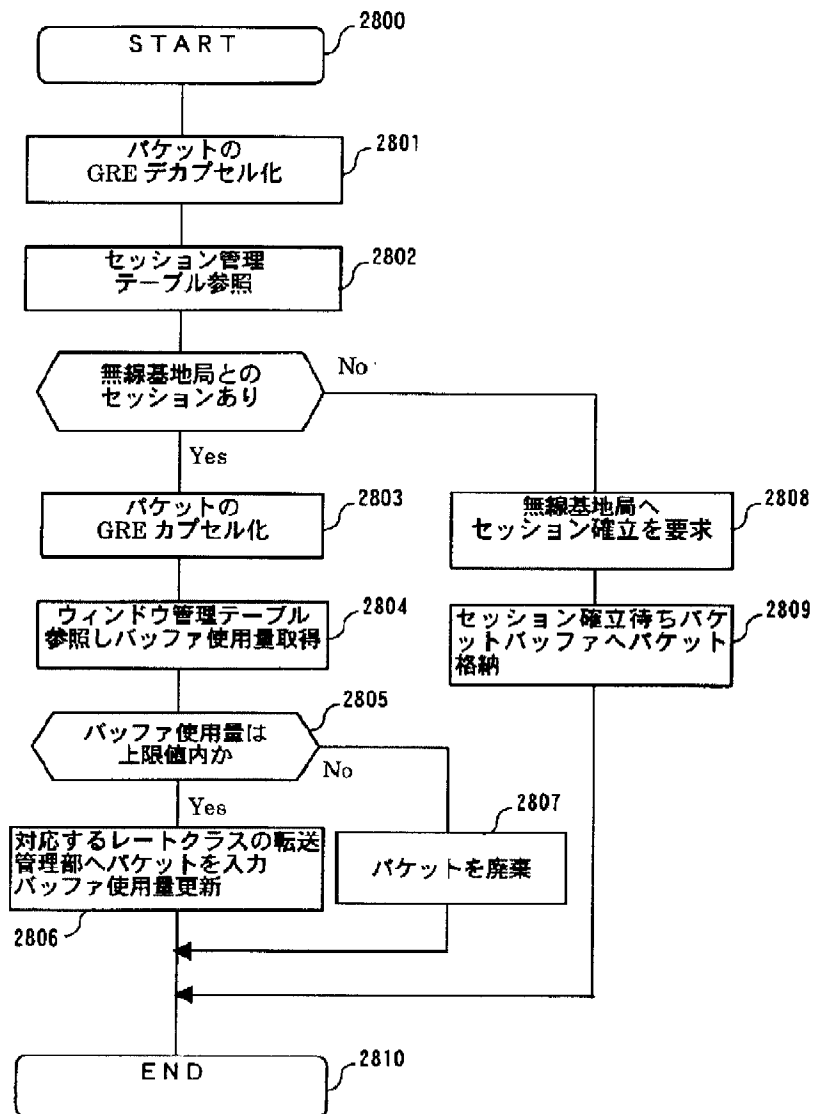 START
2800
パケットの
GRE デカプセル化
2801
セッション管理
テーブル参照
2802
無線基地局との
セッションあり
No
Yes
パケットの
GRE カプセル化
2803
無線基地局へ
セッション確立を要求
2808
ウィンドウ管理テーブル
参照しバッファ使用量取得
2804
セッション確立待ちパケ
ットバッファへパケット
格納
2809
バッファ使用量は
上限値内か
2805
No
Yes
対応するレートクラスの転送
管理部へパケットを入力
バッファ使用量更新
2806
パケットを廃棄
2807
END
2810